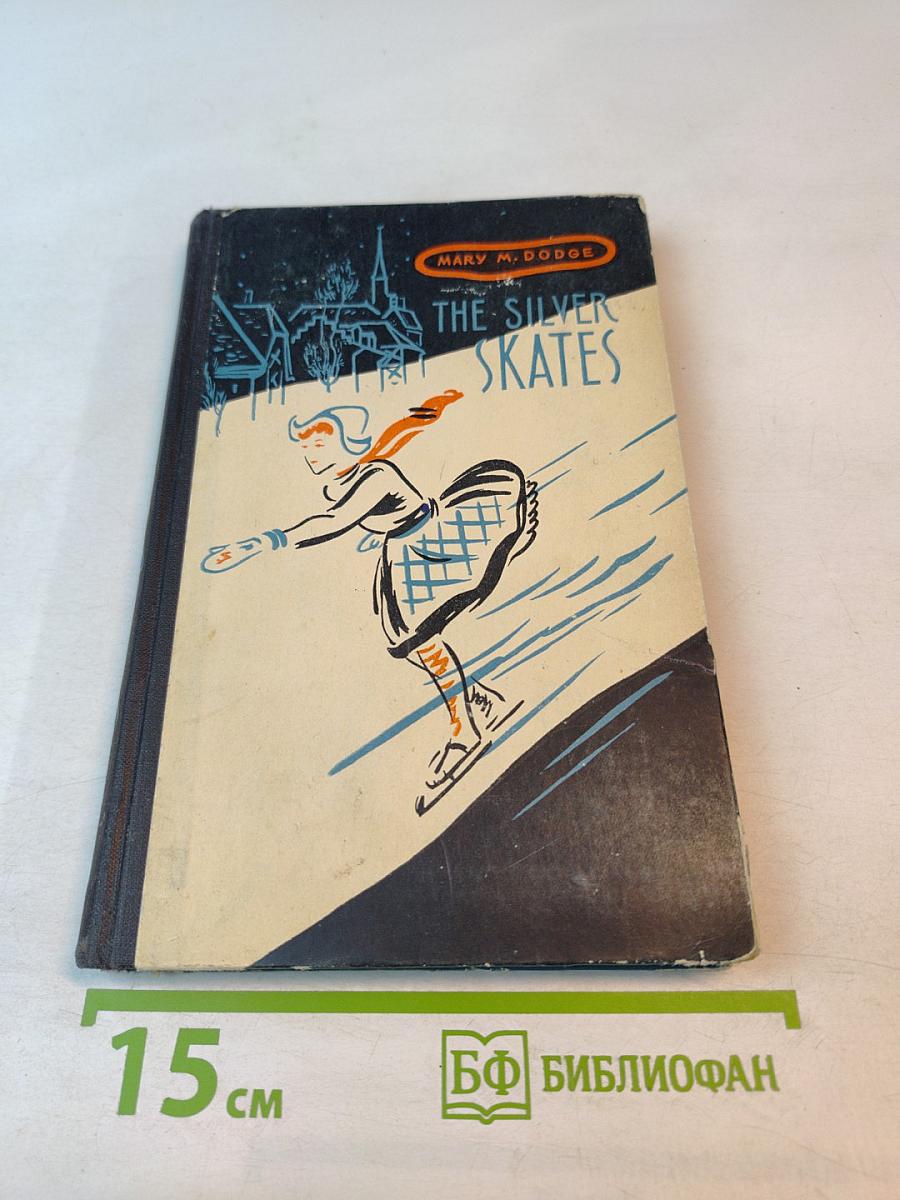 MARY M. DODGE
THE SILVER
SKATES
15 см
БФ БИБЛИОФАН